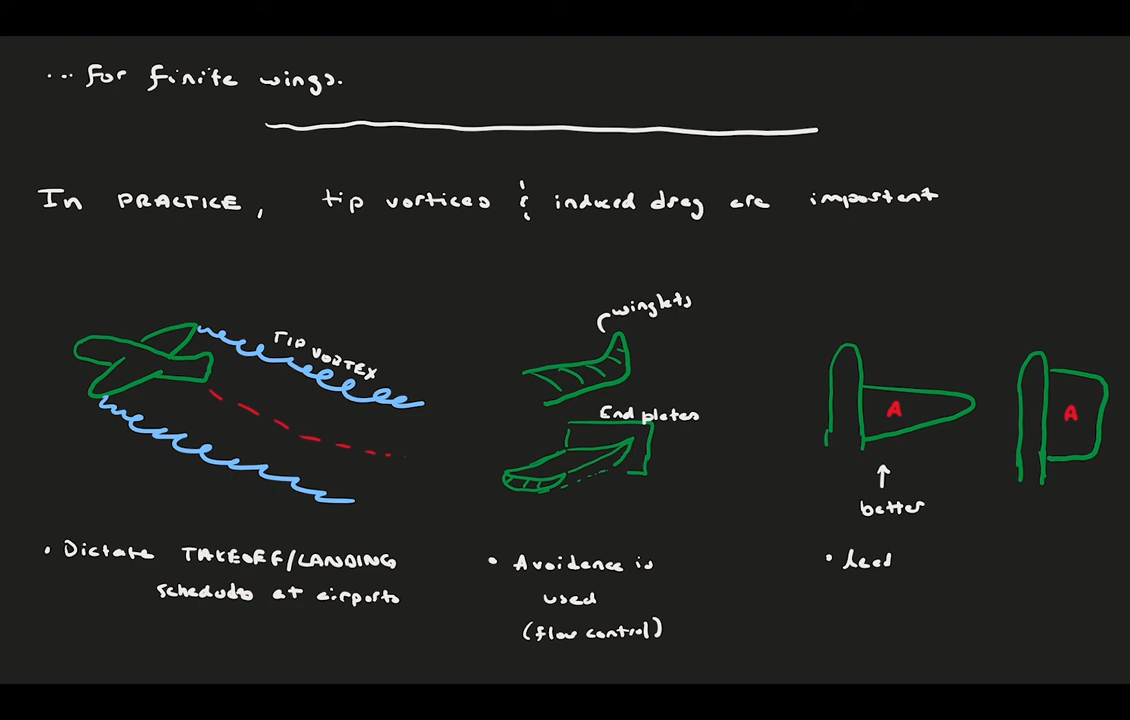 ... for finite wings.
In PRACTICE, tip vortices & induced drag are important
winglets
TIP VORTEX
End plates
A
A
better
• Dictate TAKEOFF/LANDING
schedules at airports
• Avoidence is
used
(flow control)
• Lead